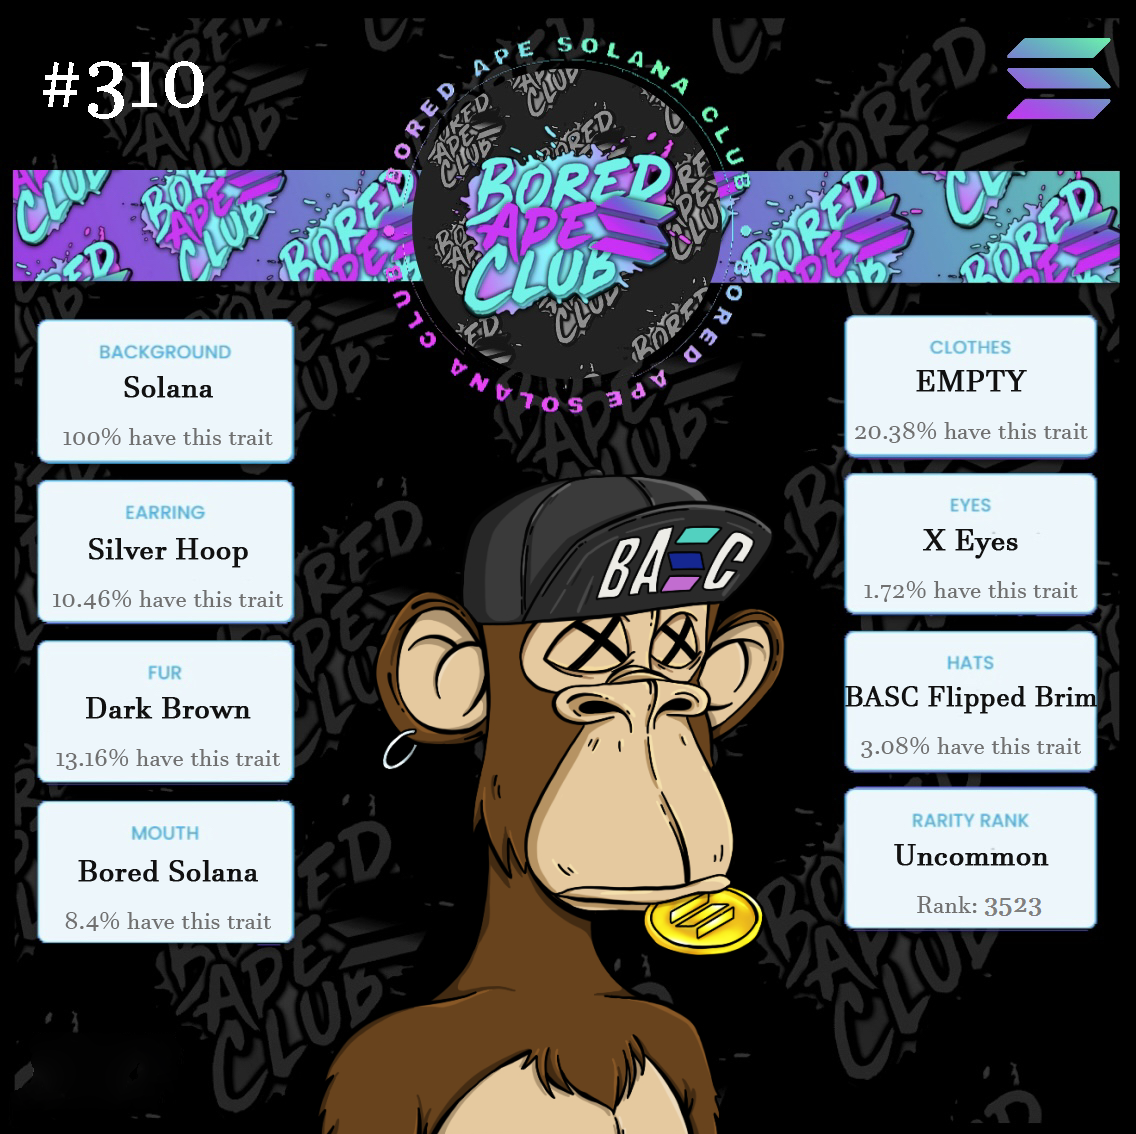 #310
BORED APE SOLANA CLUB
BORED APE SOLANA CLUB
BORED
APE
CLUB
BACKGROUND
Solana
100% have this trait
EARRING
Silver Hoop
10.46% have this trait
FUR
Dark Brown
13.16% have this trait
MOUTH
Bored Solana
8.4% have this trait
CLOTHES
EMPTY
20.38% have this trait
EYES
X Eyes
1.72% have this trait
HATS
BASC Flipped Brim
3.08% have this trait
RARITY RANK
Uncommon
Rank: 3523
BASC